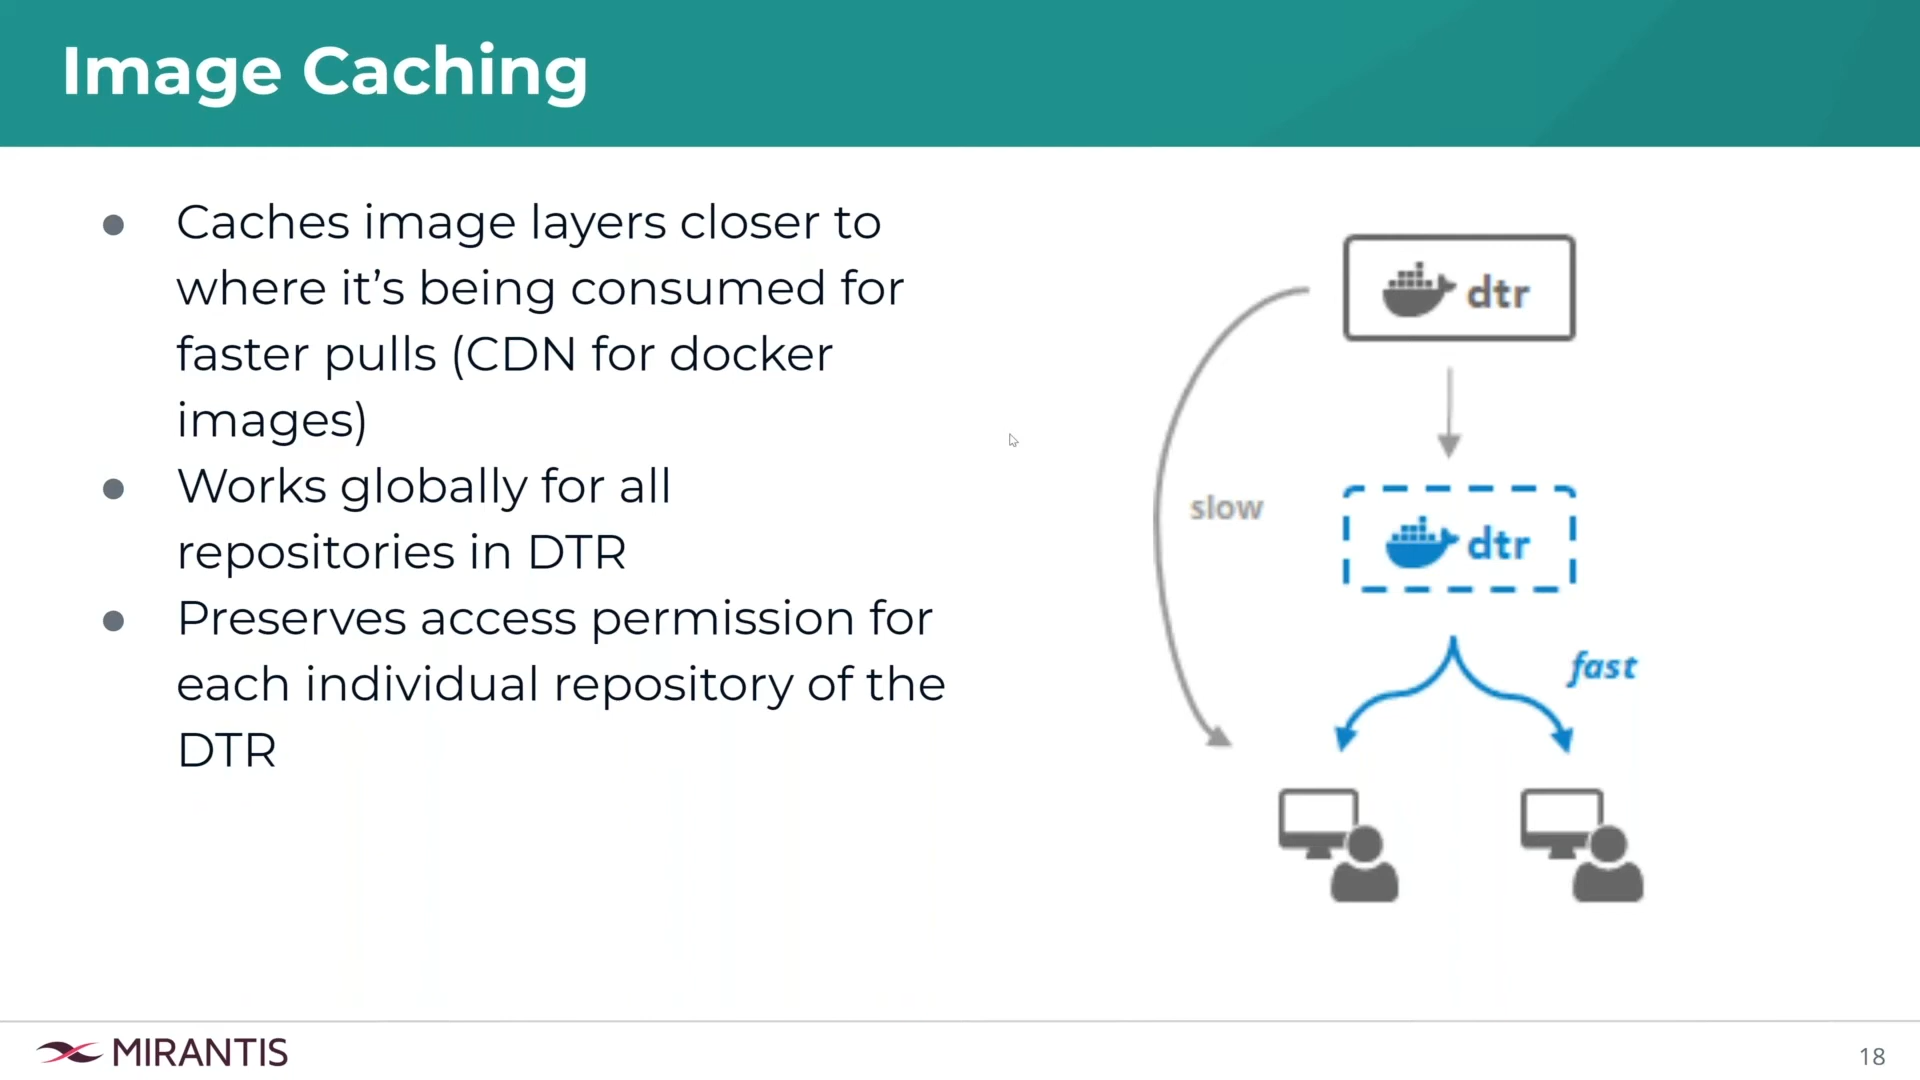 Image Caching
● Caches image layers closer to
where it’s being consumed for
faster pulls (CDN for docker
images)
● Works globally for all
repositories in DTR
● Preserves access permission for
each individual repository of the
DTR
dtr
slow
dtr
fast
MIRANTIS
18